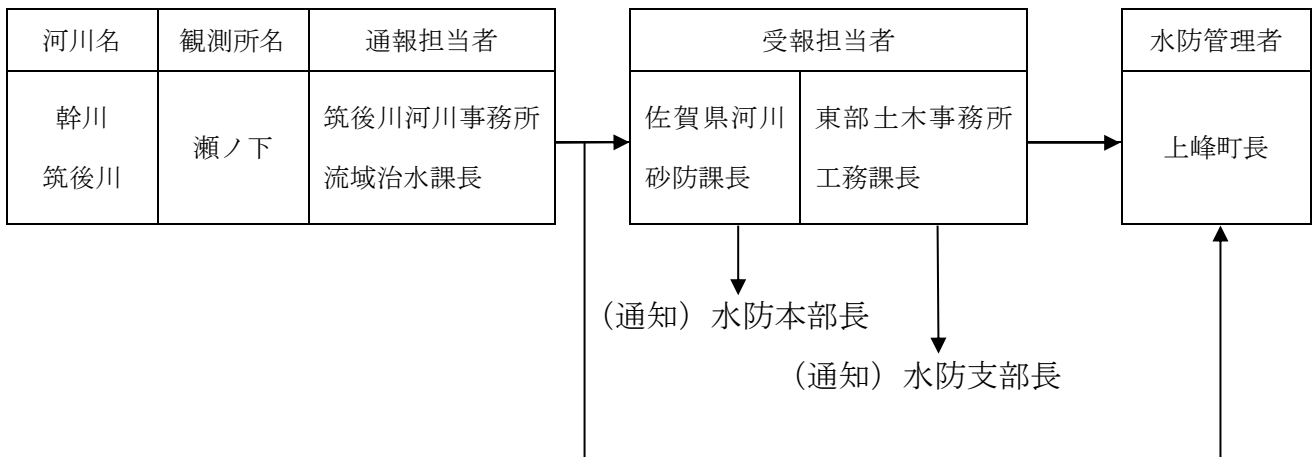 河川名 観測所名 通報担当者 受報担当者 水防管理者
幹川
筑後川
瀬ノ下
筑後川河川事務所
流域治水課長
佐賀県河川
砂防課長
東部土木事務所
工務課長
上峰町長
(通知) 水防本部長
(通知) 水防支部長